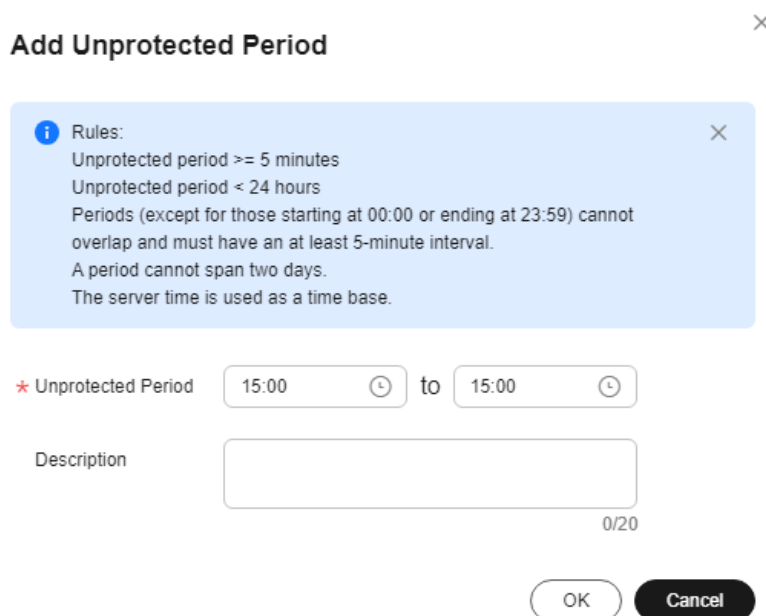 Add Unprotected Period
Rules:
Unprotected period >= 5 minutes
Unprotected period < 24 hours
Periods (except for those starting at 00:00 or ending at 23:59) cannot
overlap and must have an at least 5-minute interval.
A period cannot span two days.
The server time is used as a time base.
* Unprotected Period 15:00 to 15:00
Description
0/20
OK Cancel